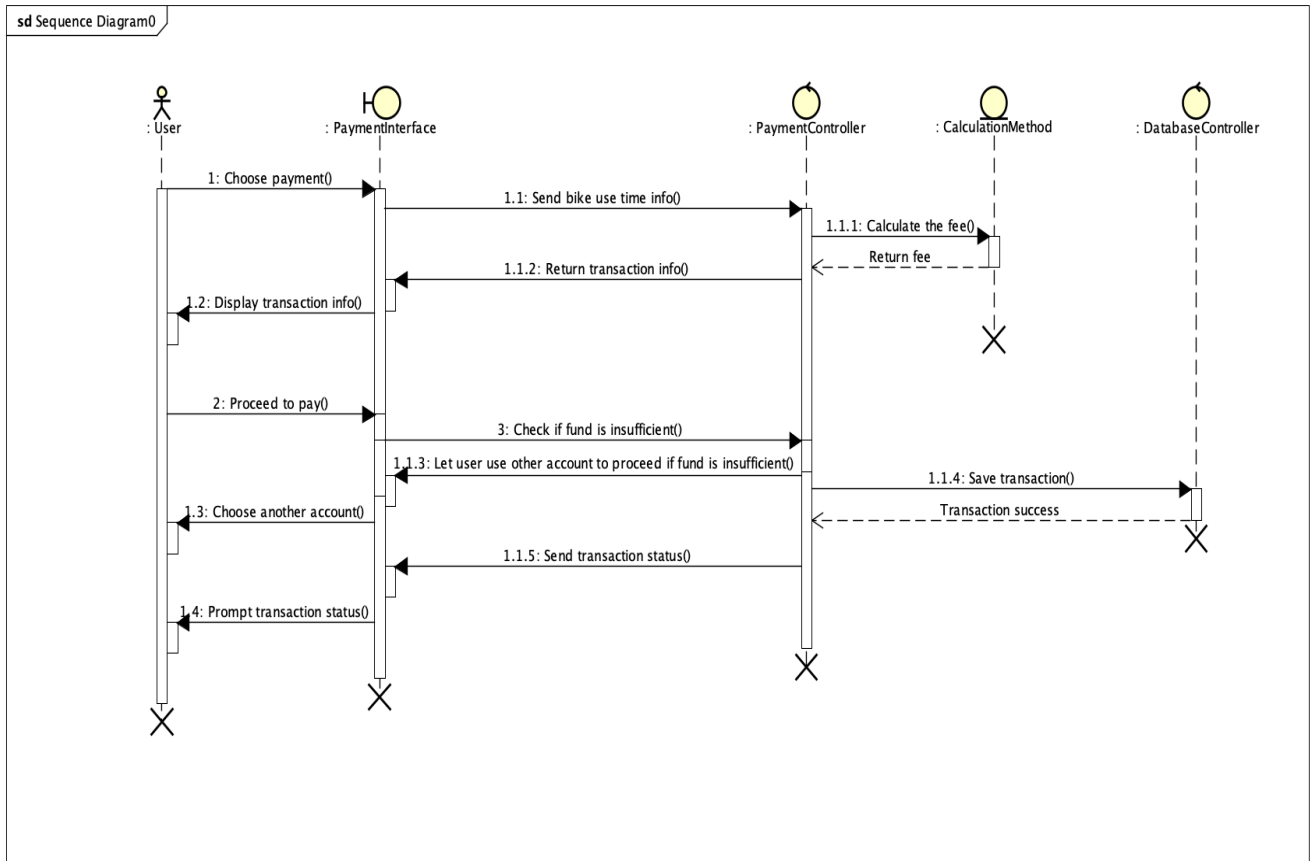 sd Sequence Diagram0
: User
: PaymentInterface
: PaymentController
: CalculationMethod
: DatabaseController
1: Choose payment()
1.1: Send bike use time info()
1.1.1: Calculate the fee()
Return fee
1.1.2: Return transaction info()
1.2: Display transaction info()
2: Proceed to pay()
3: Check if fund is insufficient()
1.1.3: Let user use other account to proceed if fund is insufficient()
1.1.4: Save transaction()
Transaction success
1.3: Choose another account()
1.1.5: Send transaction status()
1.4: Prompt transaction status()